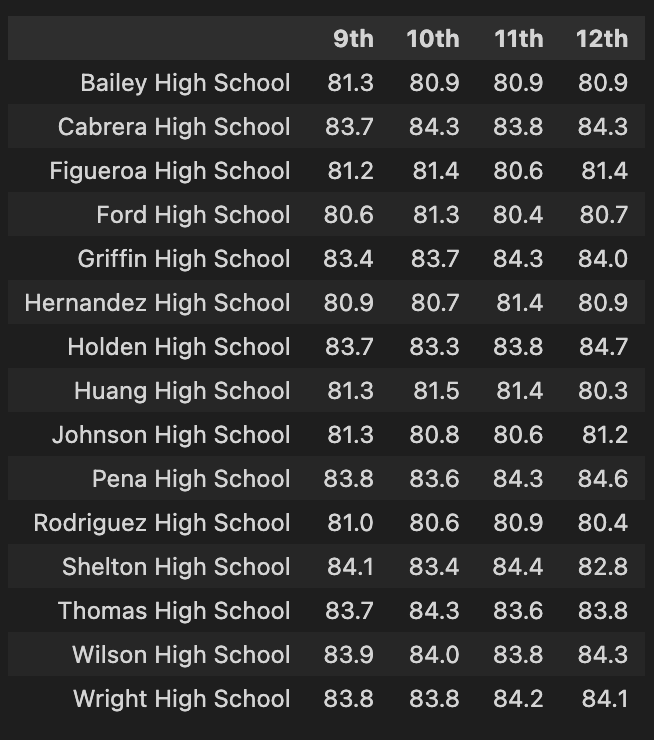 9th 10th 11th 12th
Bailey High School 81.3 80.9 80.9 80.9
Cabrera High School 83.7 84.3 83.8 84.3
Figueroa High School 81.2 81.4 80.6 81.4
Ford High School 80.6 81.3 80.4 80.7
Griffin High School 83.4 83.7 84.3 84.0
Hernandez High School 80.9 80.7 81.4 80.9
Holden High School 83.7 83.3 83.8 84.7
Huang High School 81.3 81.5 81.4 80.3
Johnson High School 81.3 80.8 80.6 81.2
Pena High School 83.8 83.6 84.3 84.6
Rodriguez High School 81.0 80.6 80.9 80.4
Shelton High School 84.1 83.4 84.4 82.8
Thomas High School 83.7 84.3 83.6 83.8
Wilson High School 83.9 84.0 83.8 84.3
Wright High School 83.8 83.8 84.2 84.1